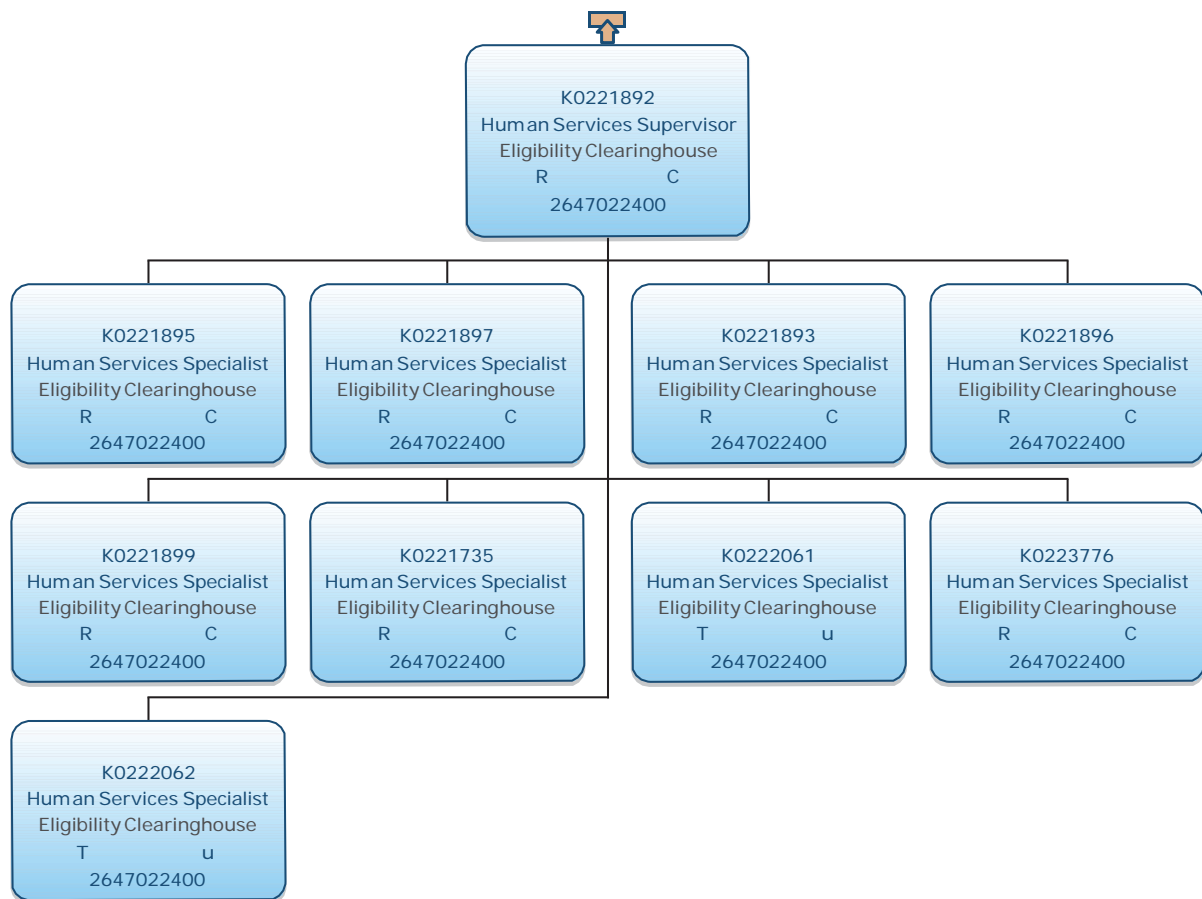 K0221892
Human Services Supervisor
Eligibility Clearinghouse
R C
2647022400
K0221895
Human Services Specialist
Eligibility Clearinghouse
R C
2647022400
K0221897
Human Services Specialist
Eligibility Clearinghouse
R C
2647022400
K0221893
Human Services Specialist
Eligibility Clearinghouse
R C
2647022400
K0221896
Human Services Specialist
Eligibility Clearinghouse
R C
2647022400
K0221899
Human Services Specialist
Eligibility Clearinghouse
R C
2647022400
K0221735
Human Services Specialist
Eligibility Clearinghouse
R C
2647022400
K0222061
Human Services Specialist
Eligibility Clearinghouse
T u
2647022400
K0223776
Human Services Specialist
Eligibility Clearinghouse
R C
2647022400
K0222062
Human Services Specialist
Eligibility Clearinghouse
T u
2647022400